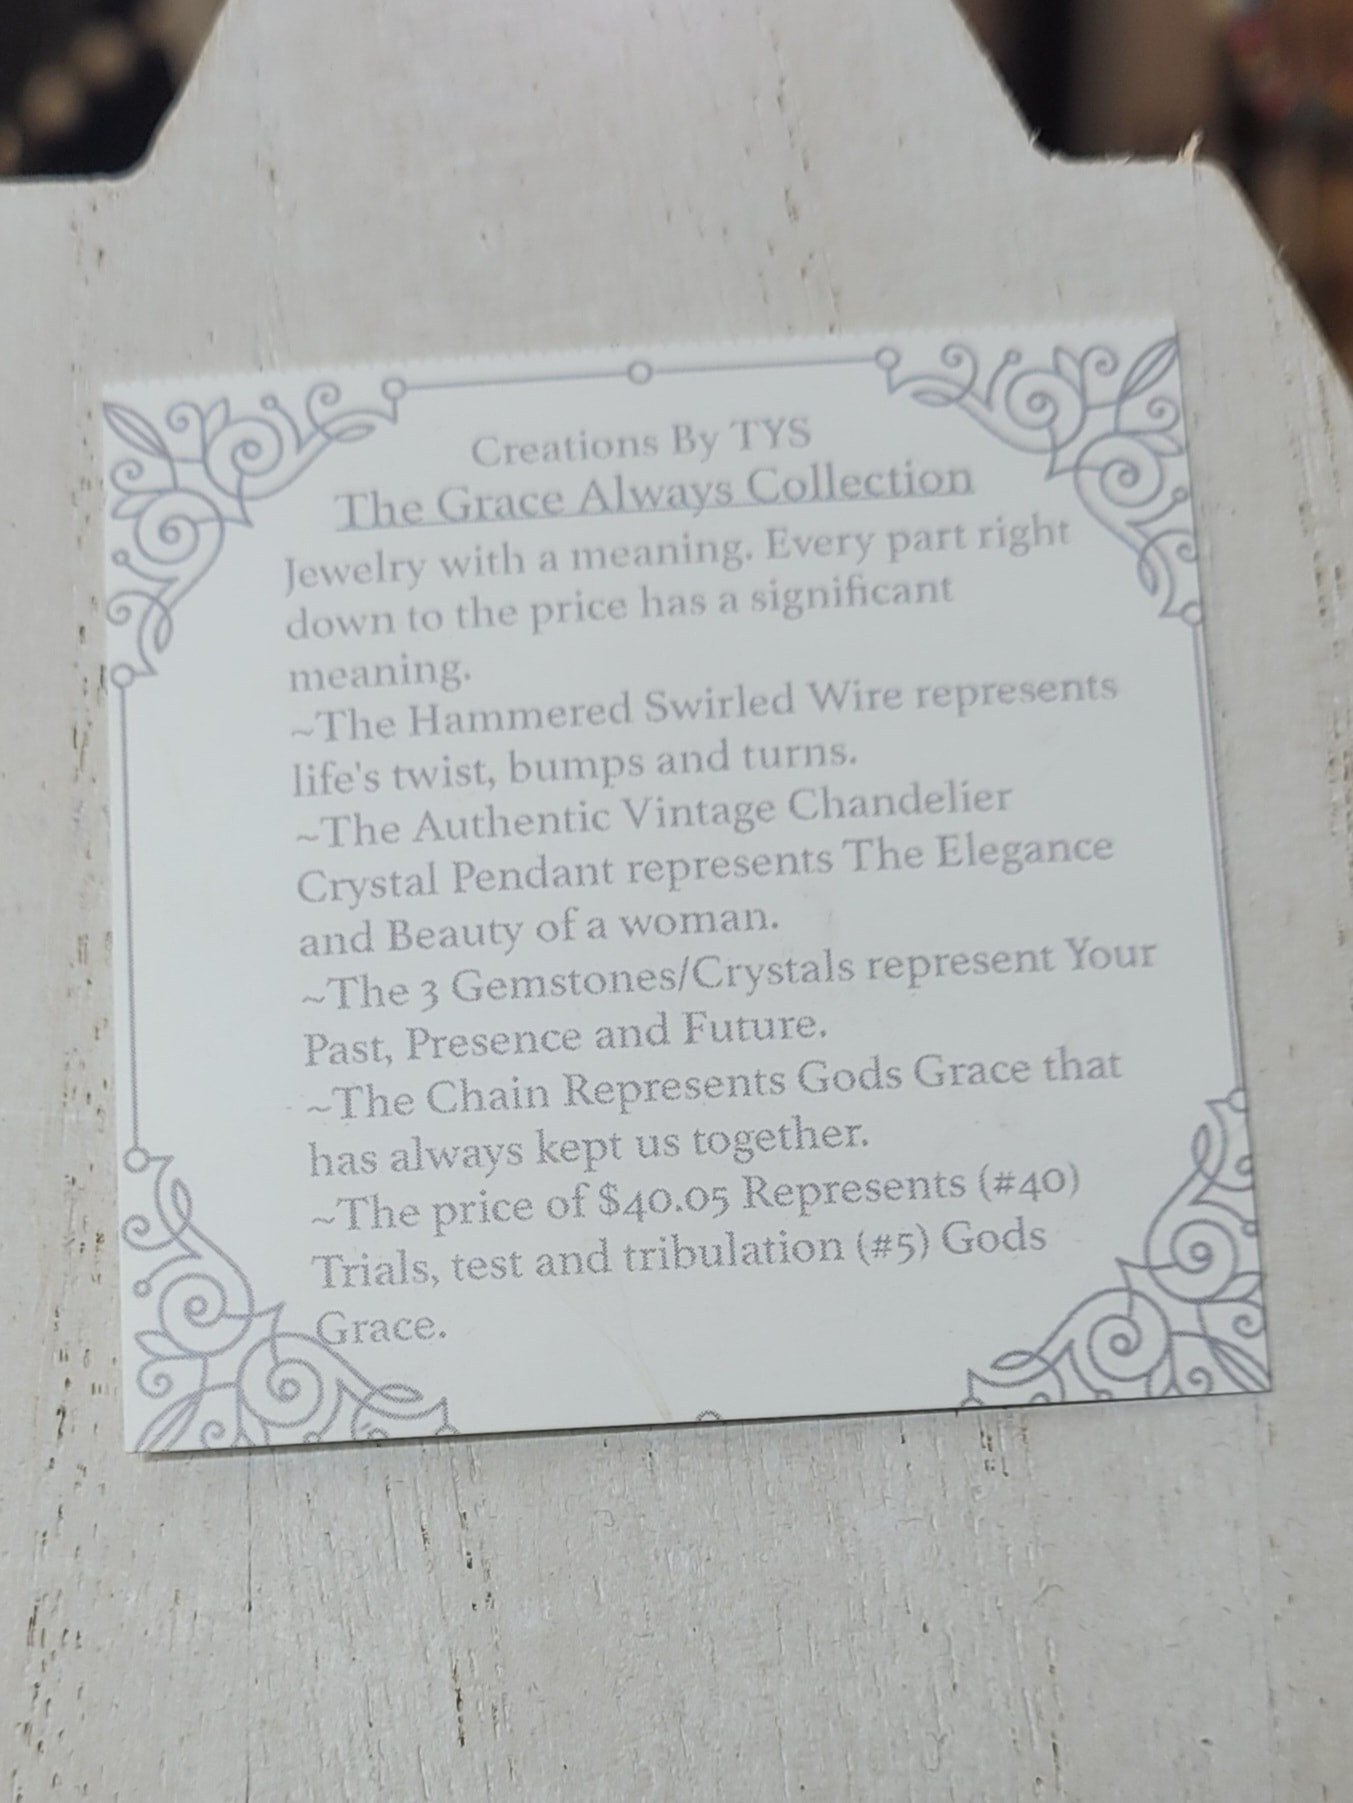 Creations By TYS
The Grace Always Collection
Jewelry with a meaning. Every part right
down to the price has a significant
meaning.
~The Hammered Swirled Wire represents
life's twist, bumps and turns.
~The Authentic Vintage Chandelier
Crystal Pendant represents The Elegance
and Beauty of a woman.
~The 3 Gemstones/Crystals represent Your
Past, Presence and Future.
~The Chain Represents Gods Grace that
has always kept us together.
~The price of $40.05 Represents (#40)
Trials, test and tribulation (#5) Gods
Grace.